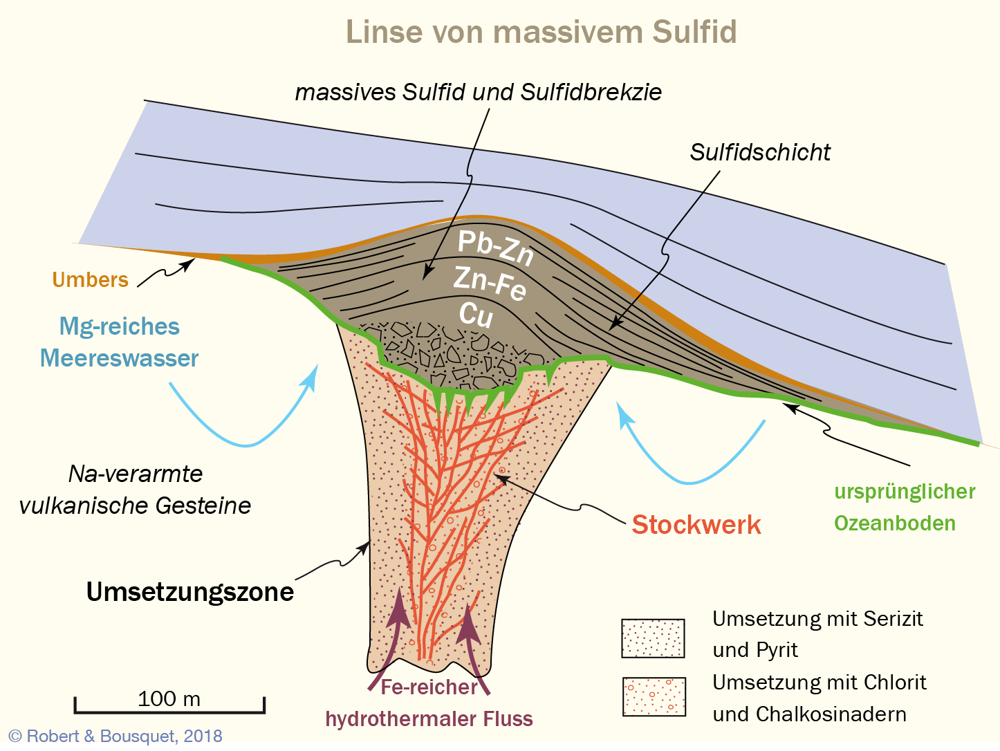 Linse von massivem Sulfid
massives Sulfid und Sulfidbrekzie
Sulfidschicht
Pb-Zn
Zn-Fe
Cu
Umbers
Mg-reiches
Meereswasser
Na-verarmte
vulkanische Gesteine
ursprünglicher
Ozeanboden
Stockwerk
Umsetzungszone
Umsetzung mit Serizit
und Pyrit
Umsetzung mit Chlorit
und Chalkosinadern
Fe-reicher
hydrothermaler Fluss
100 m
© Robert & Bousquet, 2018